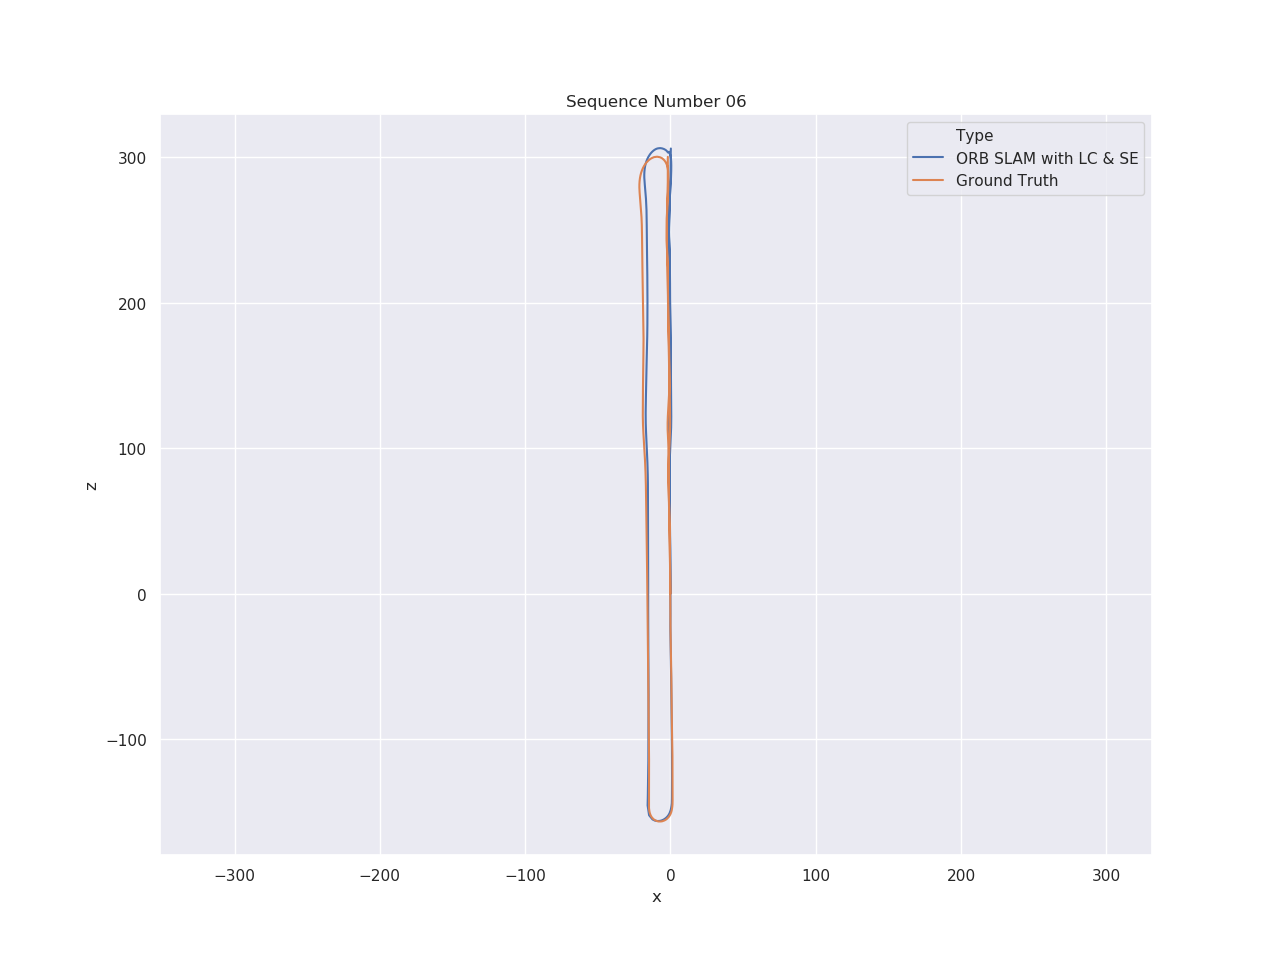 Sequence Number 06
Type
ORB SLAM with LC & SE
Ground Truth
300
200
100
0
−100
z
−300
−200
−100
0
100
200
300
x